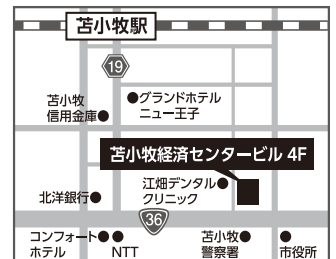 苫小牧駅
19
苫小牧
信用金庫●
●グランドホテル
ニュー王子
苫小牧経済センタービル 4F
北洋銀行●
江畑デンタル●
クリニック
36
コンフォート●
ホテル
●
NTT
苫小牧●
警察署
●
市役所